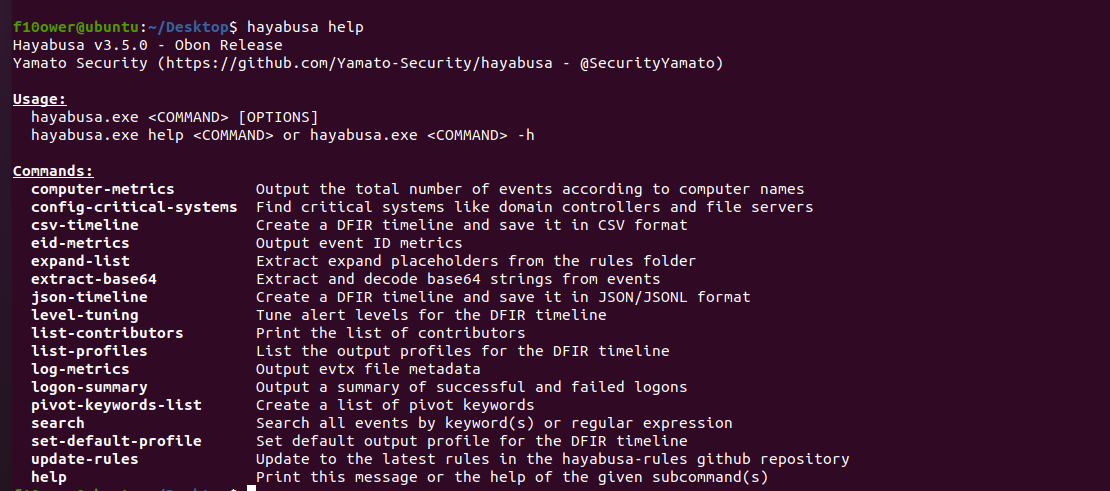 f10ower@ubuntu:~/Desktop$ hayabusa help
Hayabusa v3.5.0 - Obon Release
Yamato Security (https://github.com/Yamato-Security/hayabusa - @SecurityYamato)
Usage:
hayabusa.exe <COMMAND> [OPTIONS]
hayabusa.exe help <COMMAND> or hayabusa.exe <COMMAND> -h
Commands:
computer-metrics Output the total number of events according to computer names
config-critical-systems Find critical systems like domain controllers and file servers
csv-timeline Create a DFIR timeline and save it in CSV format
eid-metrics Output event ID metrics
expand-list Extract expand placeholders from the rules folder
extract-base64 Extract and decode base64 strings from events
json-timeline Create a DFIR timeline and save it in JSON/JSONL format
level-tuning Tune alert levels for the DFIR timeline
list-contributors Print the list of contributors
list-profiles List the output profiles for the DFIR timeline
log-metrics Output evtx file metadata
logon-summary Output a summary of successful and failed logons
pivot-keywords-list Create a list of pivot keywords
search Search all events by keyword(s) or regular expression
set-default-profile Set default output profile for the DFIR timeline
update-rules Update to the latest rules in the hayabusa-rules github repository
help Print this message or the help of the given subcommand(s)
f10ower@ubuntu:~/Desktop$